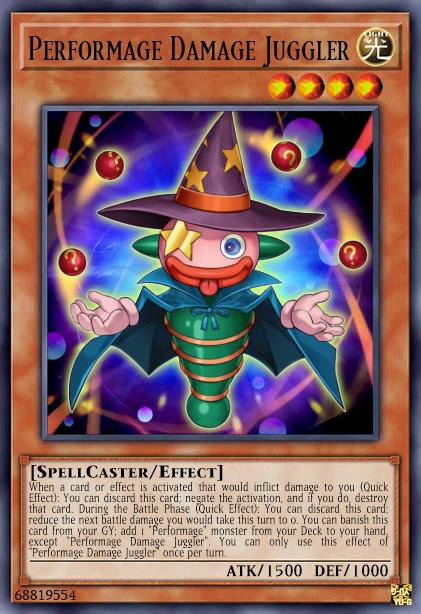 PERFORMAGE DAMAGE JUGGLER
LIGHT
光
[SPELLCASTER/EFFECT]
When a card or effect is activated that would inflict damage to you (Quick
Effect): You can discard this card; negate the activation, and if you do, destroy
that card. During the Battle Phase (Quick Effect): You can discard this card;
reduce the next battle damage you would take this turn to 0. You can banish this
card from your GY; add 1 "Performage" monster from your Deck to your hand,
except "Performage Damage Juggler". You can only use this effect of
"Performage Damage Juggler" once per turn.
ATK/1500 DEF/1000
68819554